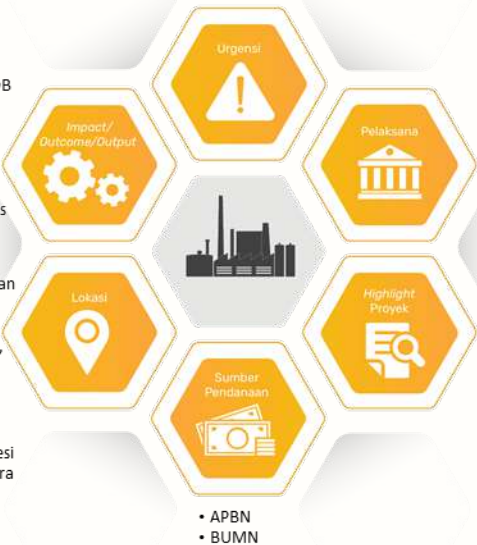 Urgensi
Impact/
Outcome/Output
Pelaksana
Lokasi
Highlight
Proyek
Sumber
Pendanaan
• APBN
• BUMN